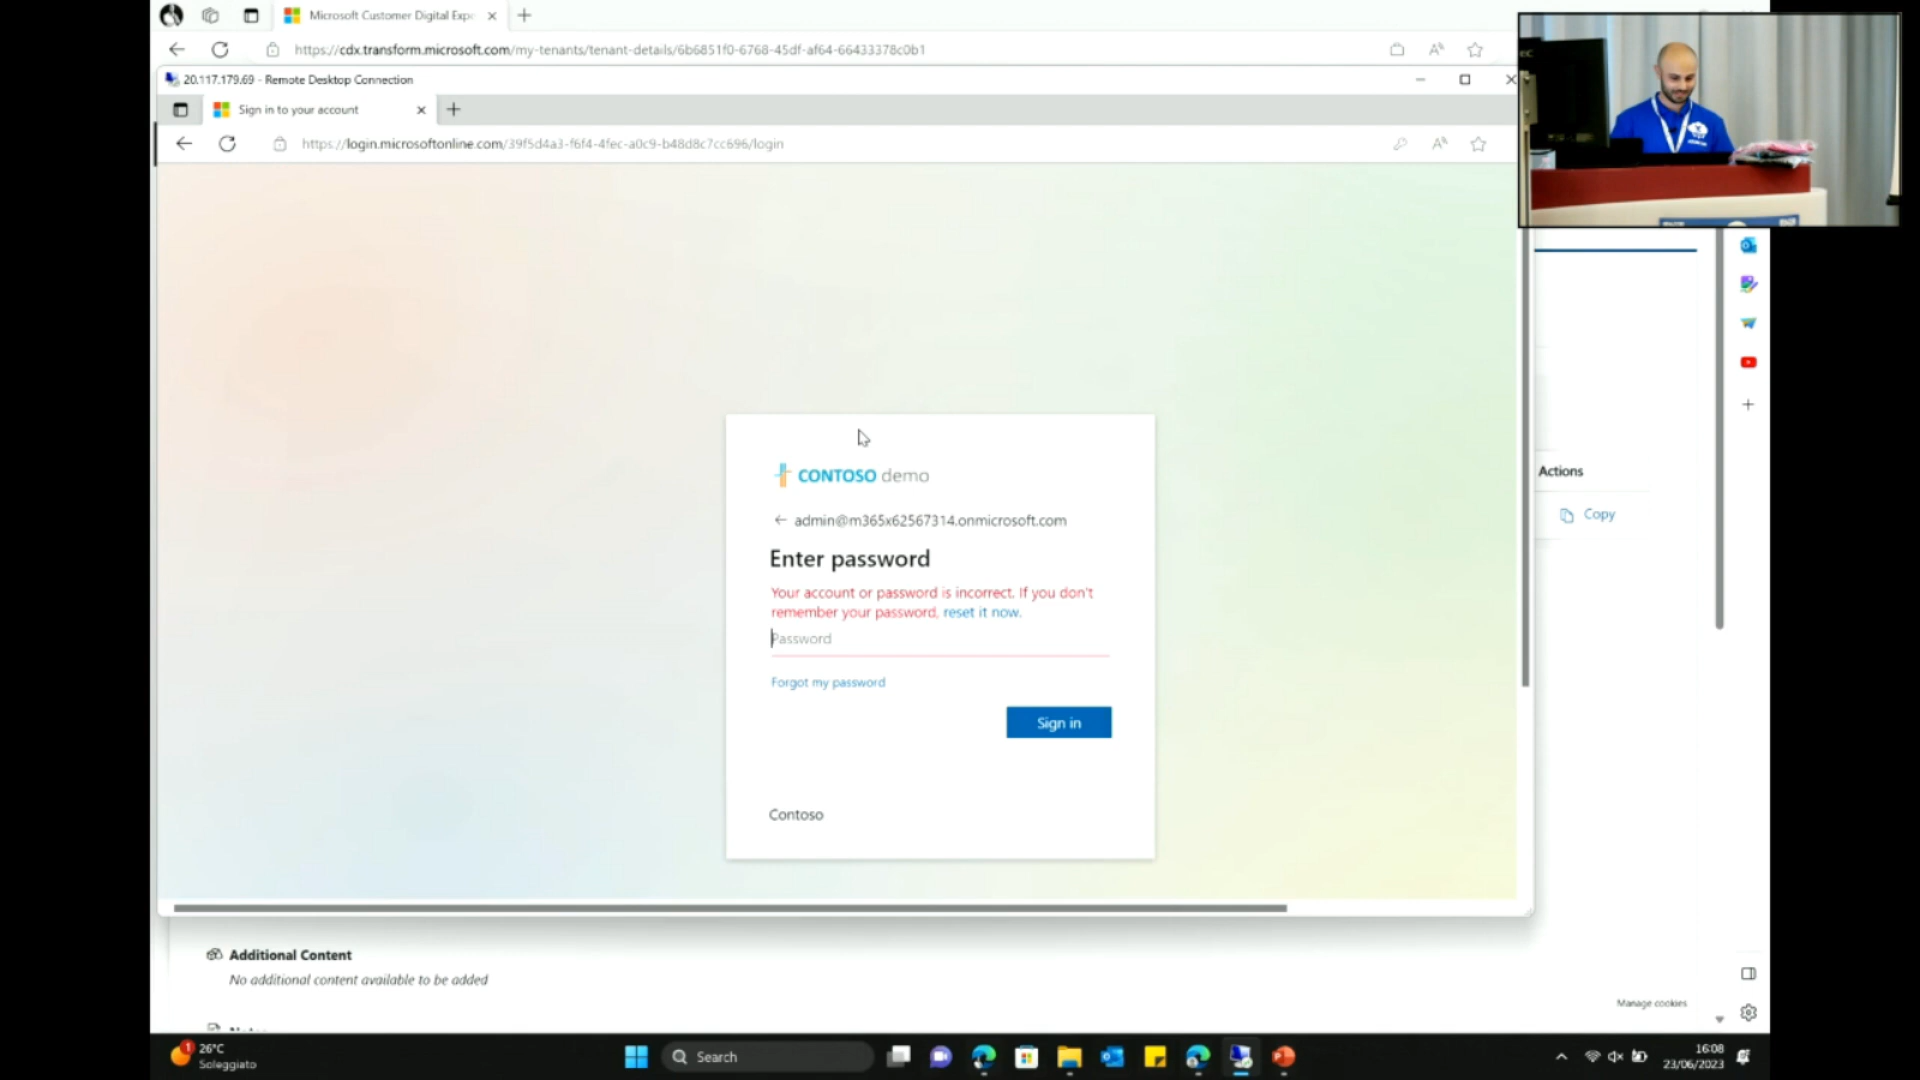 Microsoft Customer Digital Expe
https://cdx.transform.microsoft.com/my-tenants/tenant-details/6b6851f0-6768-45df-af64-66433378c0b1
20.117.179.69 - Remote Desktop Connection
Sign in to your account
https://login.microsoftonline.com/39f5d4a3-f6f4-4fec-a0c9-b48d8c7cc696/login
CONTOSO demo
admin@m365x62567314.onmicrosoft.com
Enter password
Your account or password is incorrect. If you don't
remember your password, reset it now.
Password
Forgot my password
Sign in
Contoso
Actions
Copy
Additional Content
No additional content available to be added
Manage cookies
1
26°C
Soleggiato
Search
16:08
23/06/2023